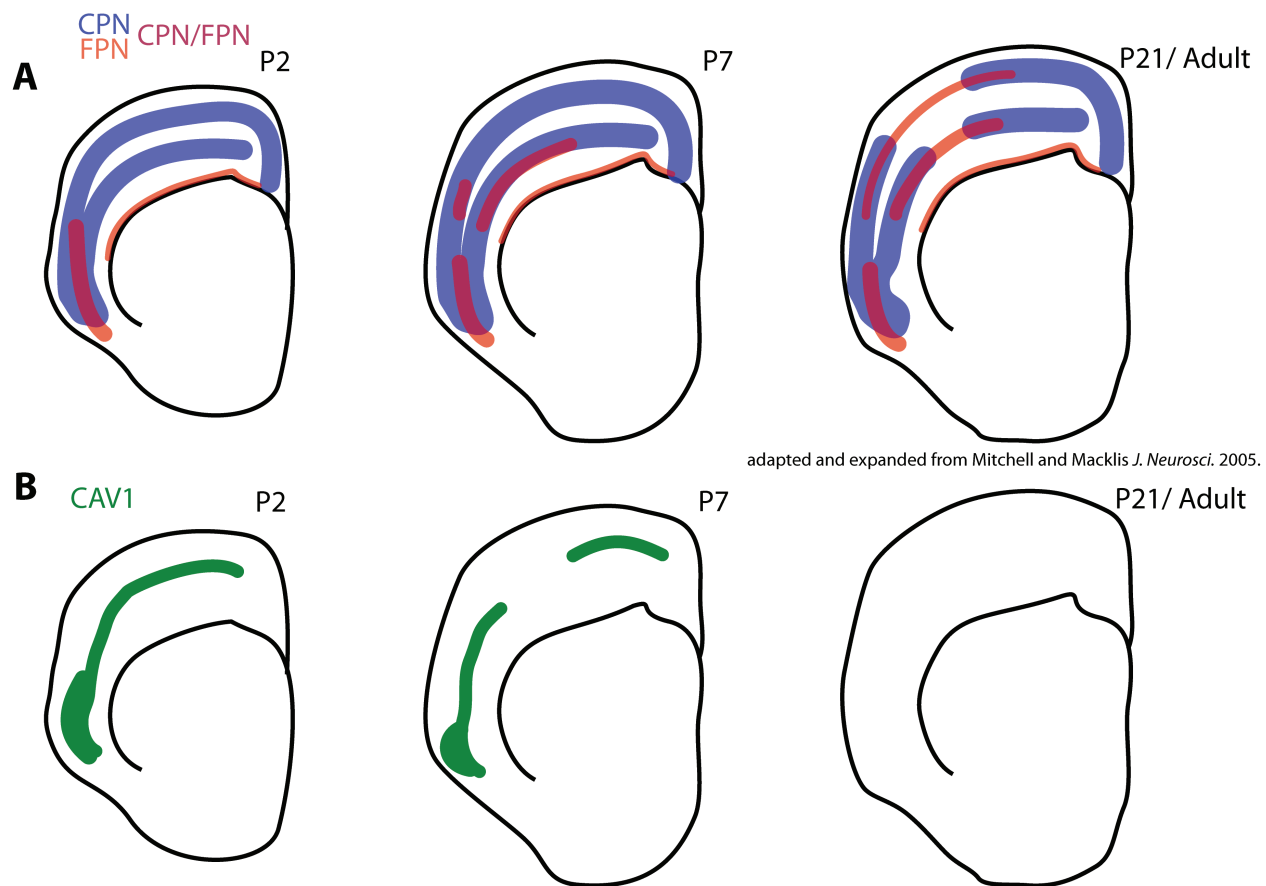 CPN
FPN
CPN/FPN
A
P2
P7
P21/ Adult
adapted and expanded from Mitchell and Macklis J. Neurosci. 2005.
B
CAV1
P2
P7
P21/ Adult